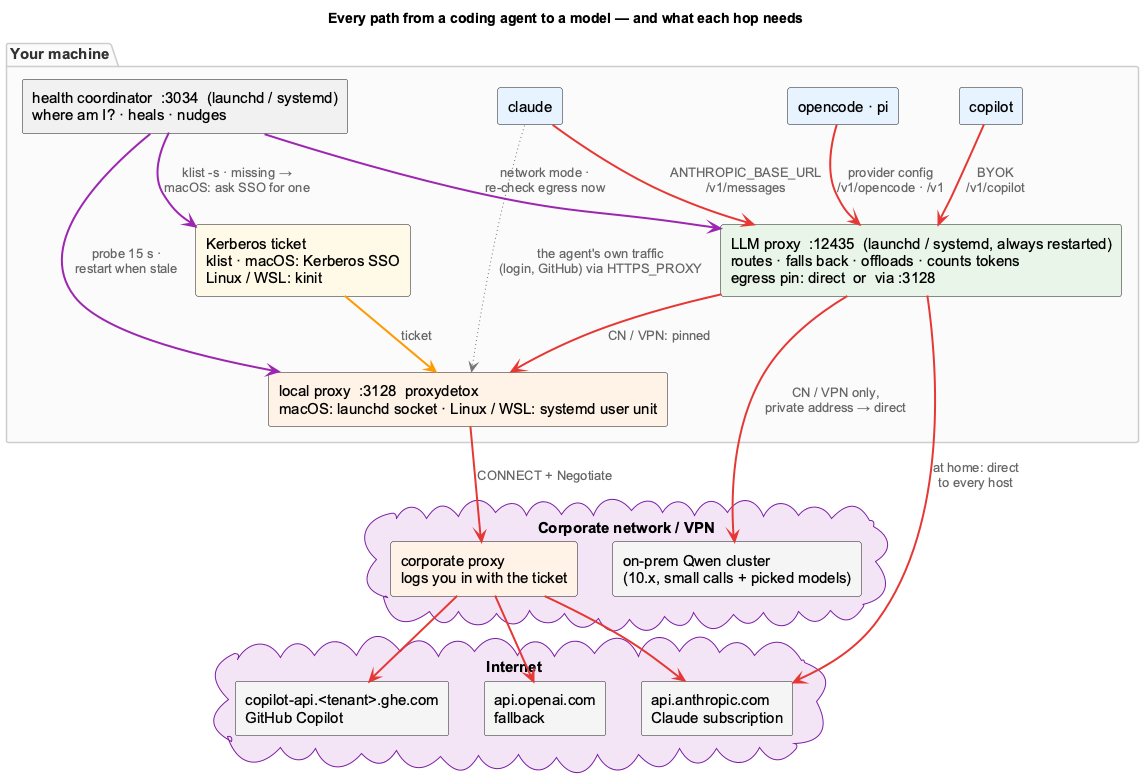 Every path from a coding agent to a model — and what each hop needs
Your machine
health coordinator :3034 (launchd / systemd)
where am I? · heals · nudges
claude
opencode · pi
copilot
klist -s · missing →
macOS: ask SSO for one
network mode ·
re-check egress now
ANTHROPIC_BASE_URL
/v1/messages
provider config
/v1/opencode · /v1
BYOK
/v1/copilot
probe 15 s ·
restart when stale
Kerberos ticket
klist · macOS: Kerberos SSO
Linux / WSL: kinit
the agent's own traffic
(login, GitHub) via HTTPS_PROXY
LLM proxy :12435 (launchd / systemd, always restarted)
routes · falls back · offloads · counts tokens
egress pin: direct or via :3128
ticket
CN / VPN: pinned
local proxy :3128 proxydetox
macOS: launchd socket · Linux / WSL: systemd user unit
CN / VPN only,
private address → direct
CONNECT + Negotiate
at home: direct
to every host
Corporate network / VPN
corporate proxy
logs you in with the ticket
on-prem Qwen cluster
(10.x, small calls + picked models)
Internet
copilot-api.<tenant>.ghe.com
GitHub Copilot
api.openai.com
fallback
api.anthropic.com
Claude subscription